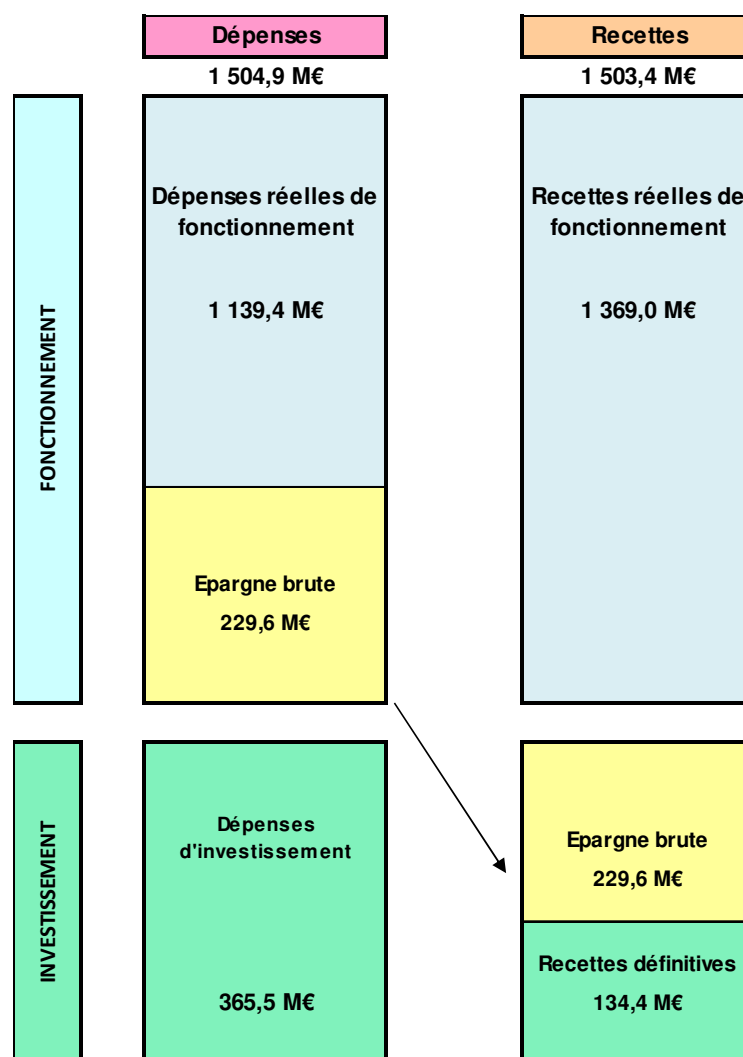 Dépenses
Recettes
1 504,9 M€
1 503,4 M€
FONCTIONNEMENT
Dépenses réelles de
fonctionnement
1 139,4 M€
Recettes réelles de
fonctionnement
1 369,0 M€
Epargne brute
229,6 M€
INVESTISSEMENT
Dépenses
d'investissement
365,5 M€
Epargne brute
229,6 M€
Recettes définitives
134,4 M€